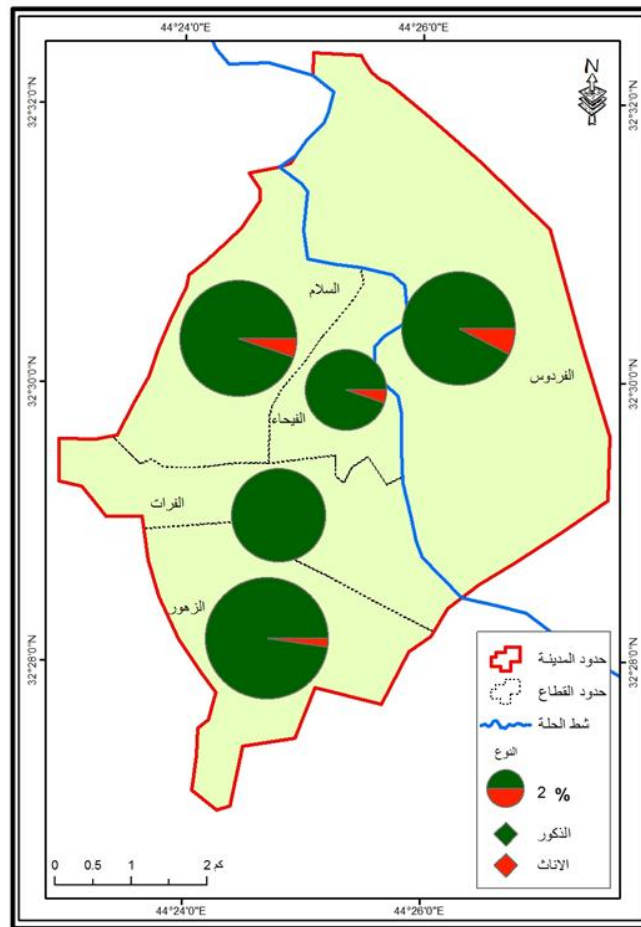 44°24'0"E
44°26'0"E
N
32°32'0"N
32°32'0"N
السلام
الفردوس
32°30'0"N
32°30'0"N
الفيحاء
الفرات
الزهور
32°28'0"N
32°28'0"N
حدود المدينة
حدود القطاع
شط الحلة
النوع
2 %
الذكور
الاناث
0 0.5 1 2 كم
44°24'0"E
44°26'0"E